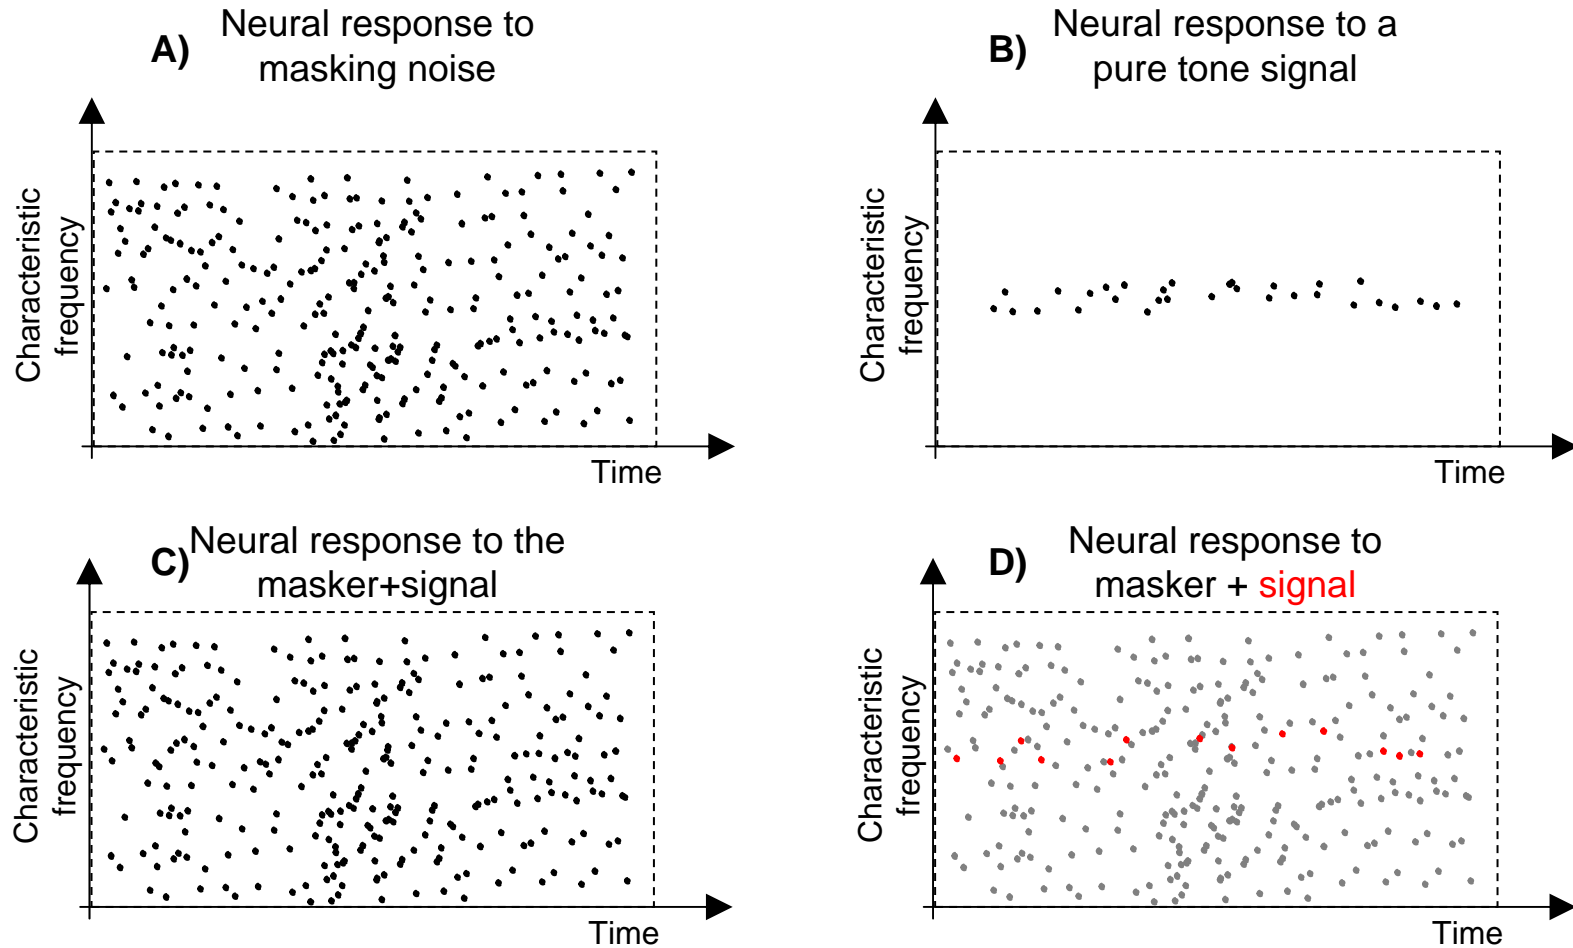 A)
Neural response to
masking noise
Characteristic
frequency
Time
B)
Neural response to a
pure tone signal
Characteristic
frequency
Time
C)
Neural response to the
masker+signal
Characteristic
frequency
Time
D)
Neural response to
masker + signal
Characteristic
frequency
Time